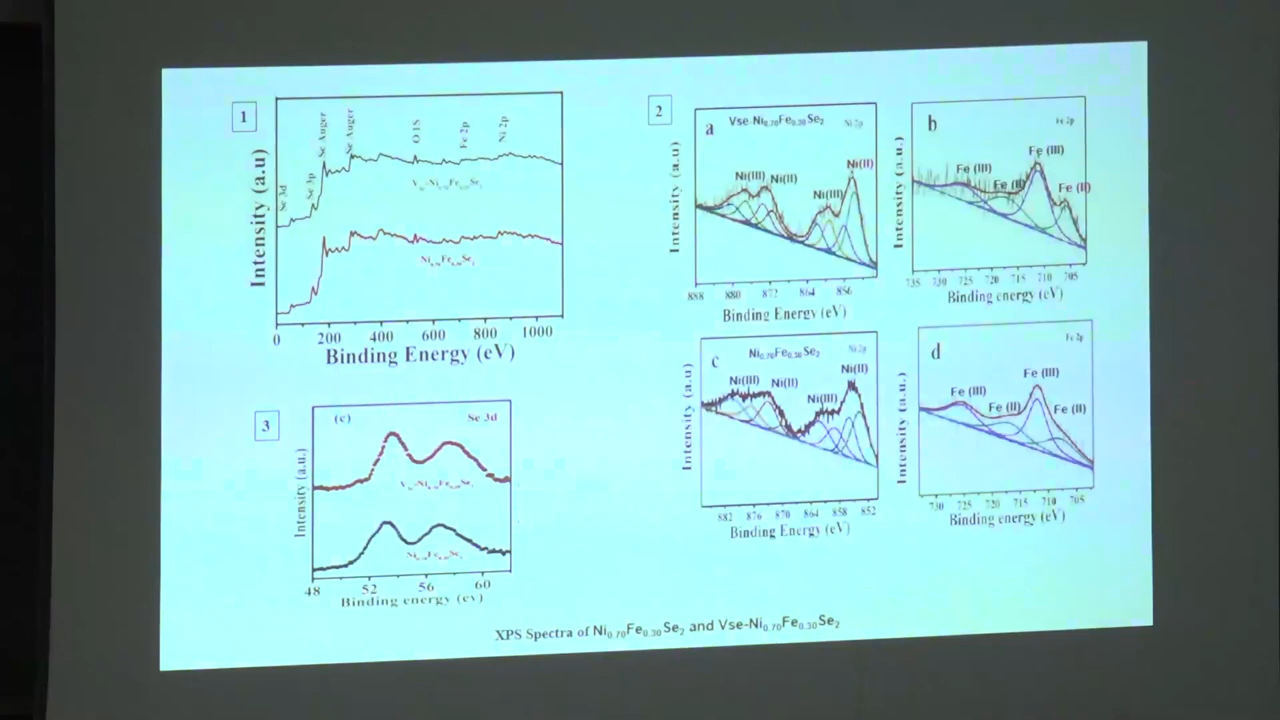 1
Intensity (a.u)
Se 3d
Se 3p
Se Auger
Se Auger
O 1S
Fe 2p
Ni 2p
0 200 400 600 800 1000
Binding Energy (eV)
2
a
Vse-Ni0.70Fe0.30Se2
Ni 2p
Ni(III)
Ni(II)
Ni(III)
Ni(II)
Intensity (a.u)
888 880 872 864 856
Binding Energy (eV)
b
Fe 2p
Fe (III)
Fe (II)
Fe (III)
Fe (II)
Intensity (a.u.)
735 730 725 720 715 710 705
Binding energy (eV)
c
Ni0.70Fe0.30Se2
Ni 2p
Ni(III)
Ni(II)
Ni(III)
Ni(II)
Intensity (a.u)
882 876 870 864 858 852
Binding Energy (eV)
d
Fe 2p
Fe (III)
Fe (II)
Fe (III)
Fe (II)
Intensity (a.u.)
730 725 720 715 710 705
Binding energy (eV)
3
(c)
Se 3d
Intensity (a.u.)
48 52 56 60
Binding energy (ev)
XPS Spectra of Ni0.70Fe0.30Se2 and Vse-Ni0.70Fe0.30Se2